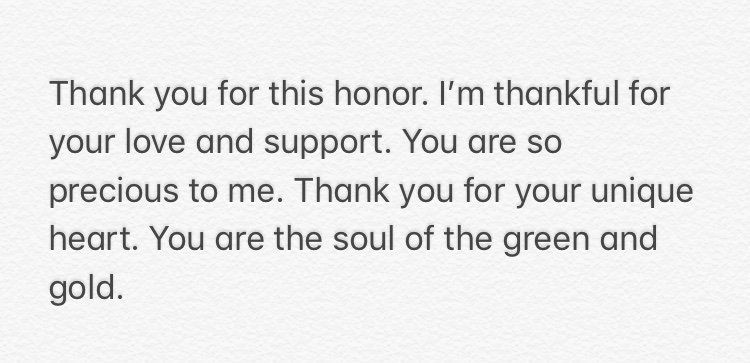 Thank you for this honor. I'm thankful for
your love and support. You are so
precious to me. Thank you for your unique
heart. You are the soul of the green and
gold.